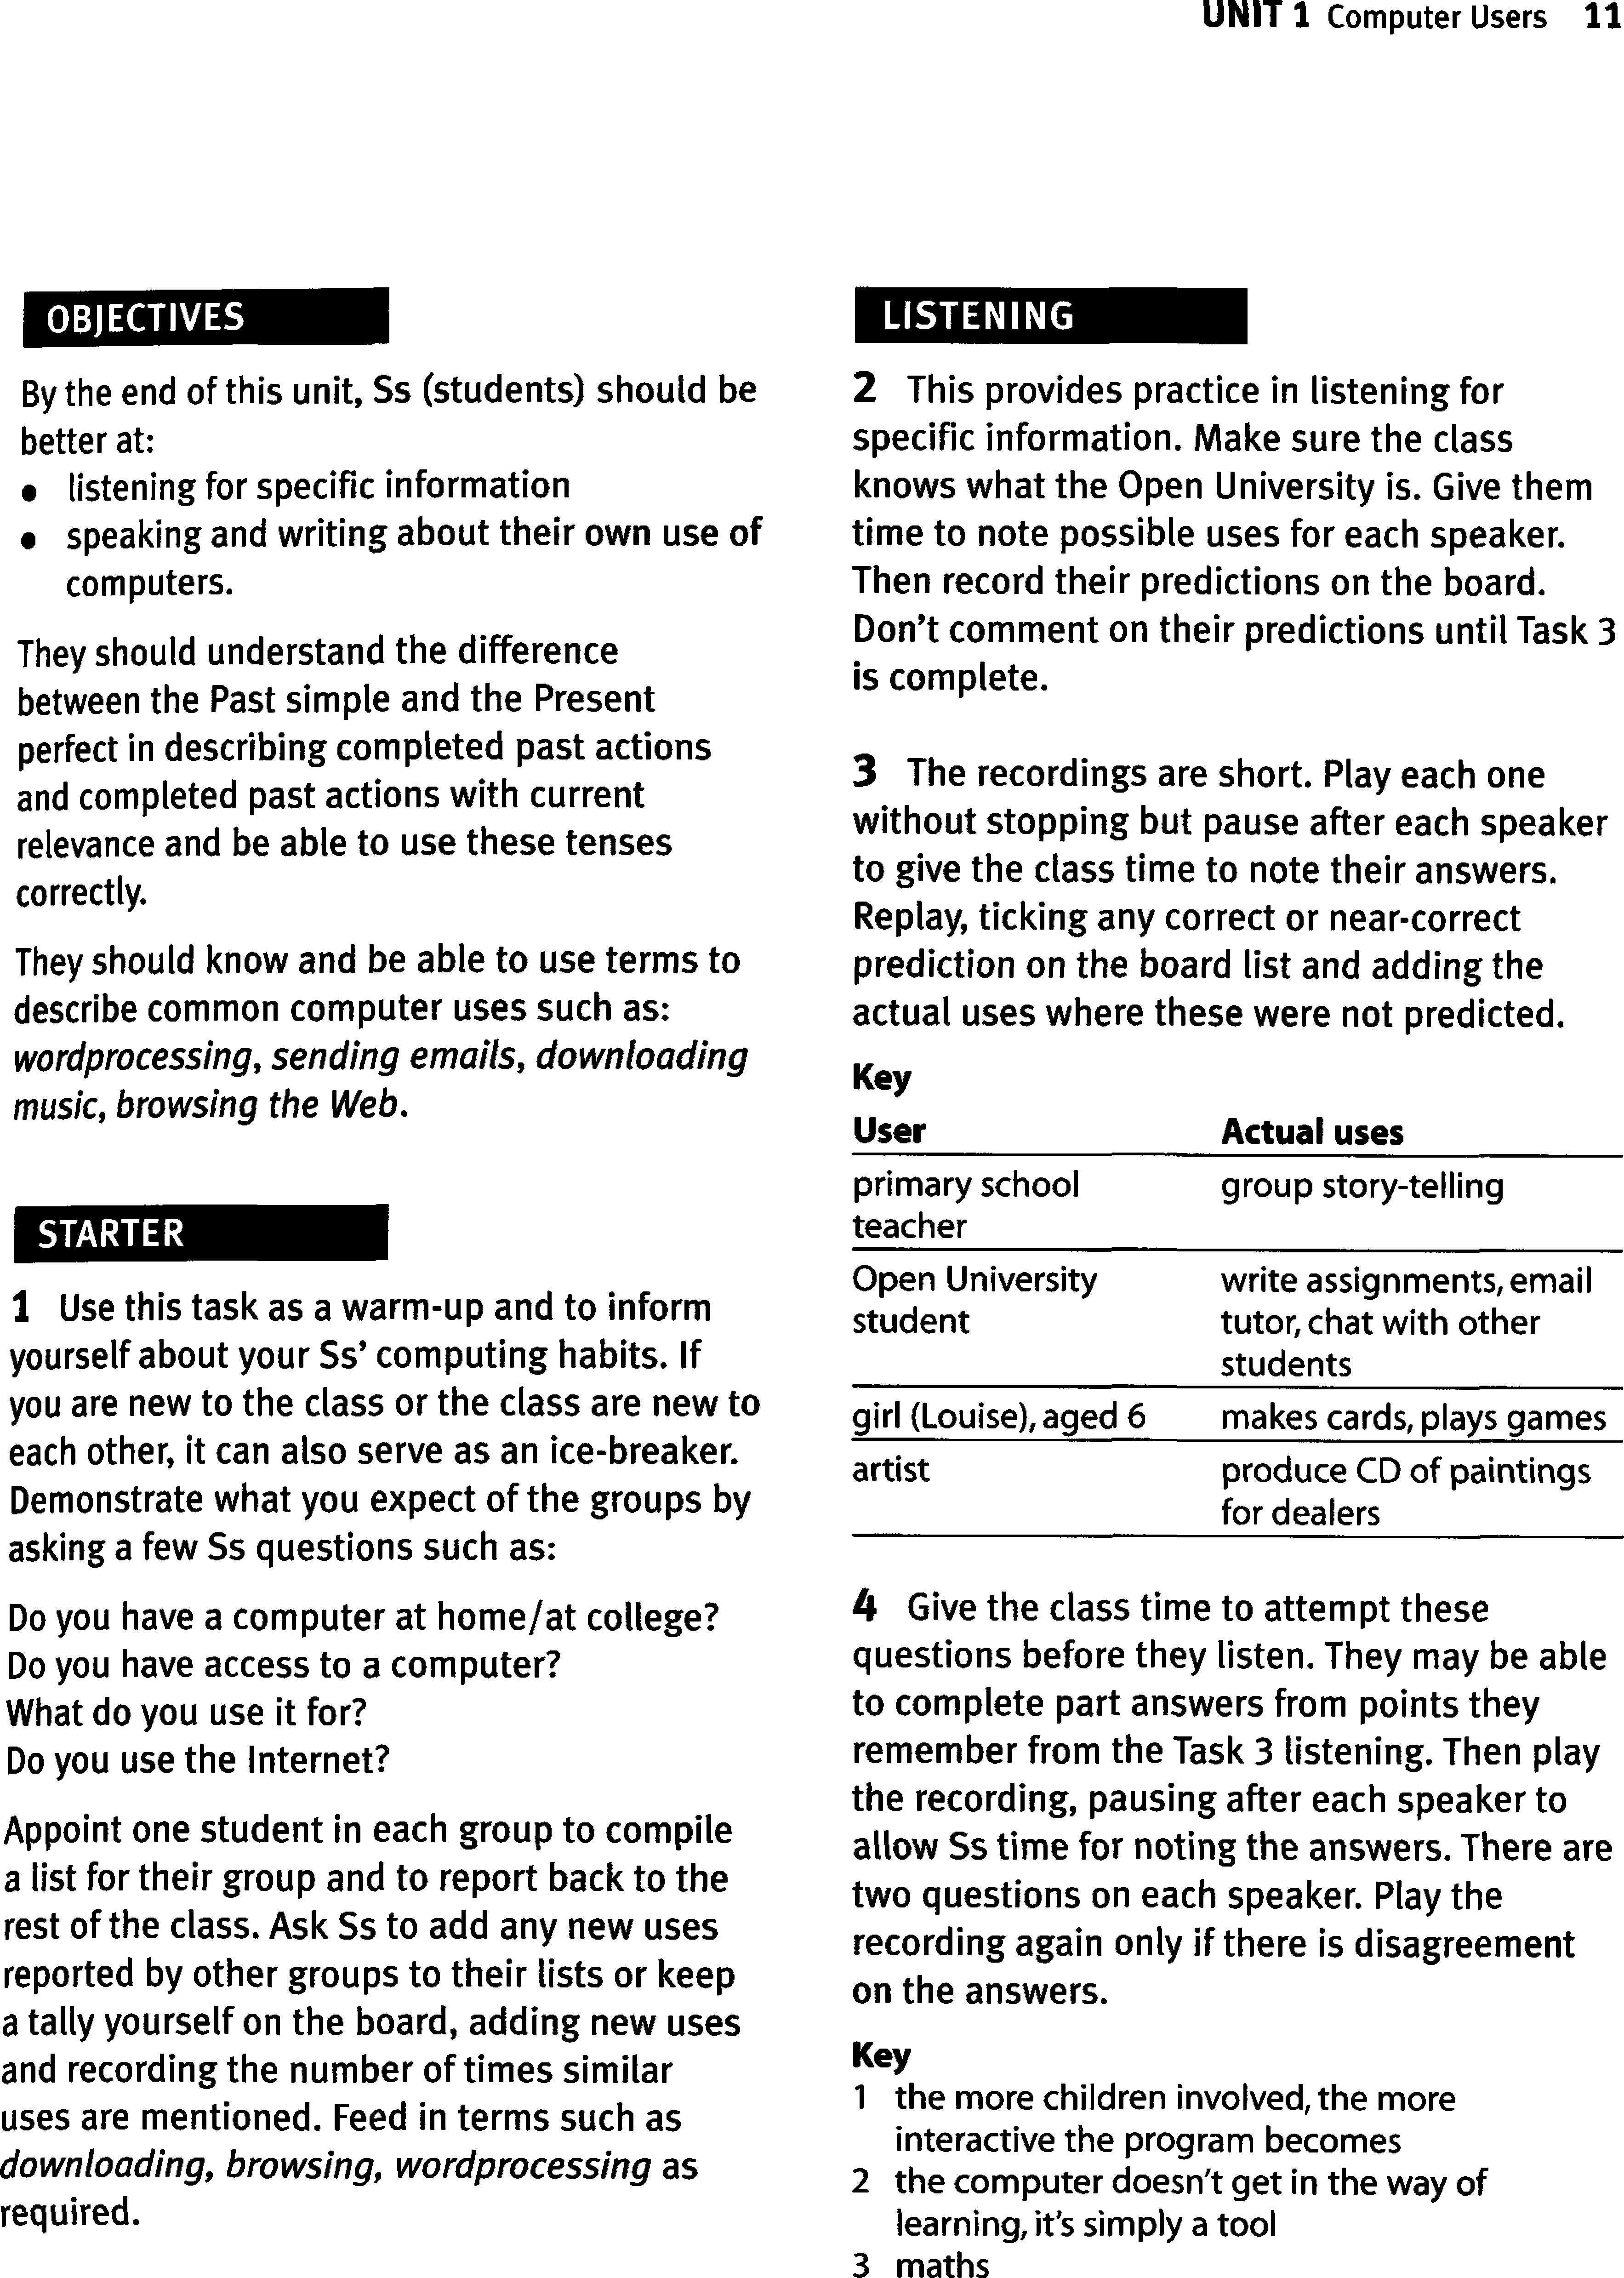 UNIT 1 Computer Users 11
OBJECTIVES
By the end of this unit, Ss (students) should be
better at:
• listening for specific information
• speaking and writing about their own use of
computers.
They should understand the difference
between the Past simple and the Present
perfect in describing completed past actions
and completed past actions with current
relevance and be able to use these tenses
correctly.
They should know and be able to use terms to
describe common computer uses such as:
wordprocessing, sending emails, downloading
music, browsing the Web.
STARTER
1 Use this task as a warm-up and to inform
yourself about your Ss' computing habits. If
you are new to the class or the class are new to
each other, it can also serve as an ice-breaker.
Demonstrate what you expect of the groups by
asking a few Ss questions such as:
Do you have a computer at home/at college?
Do you have access to a computer?
What do you use it for?
Do you use the Internet?
Appoint one student in each group to compile
a list for their group and to report back to the
rest of the class. Ask Ss to add any new uses
reported by other groups to their lists or keep
a tally yourself on the board, adding new uses
and recording the number of times similar
uses are mentioned. Feed in terms such as
downloading, browsing, wordprocessing as
required.
LISTENING
2 This provides practice in listening for
specific information. Make sure the class
knows what the Open University is. Give them
time to note possible uses for each speaker.
Then record their predictions on the board.
Don't comment on their predictions until Task 3
is complete.
3 The recordings are short. Play each one
without stopping but pause after each speaker
to give the class time to note their answers.
Replay, ticking any correct or near-correct
prediction on the board list and adding the
actual uses where these were not predicted.
Key
User Actual uses
primary school group story-telling
teacher
Open University write assignments, email
student tutor, chat with other
students
girl (Louise), aged 6 makes cards, plays games
artist produce CD of paintings
for dealers
4 Give the class time to attempt these
questions before they listen. They may be able
to complete part answers from points they
remember from the Task 3 listening. Then play
the recording, pausing after each speaker to
allow Ss time for noting the answers. There are
two questions on each speaker. Play the
recording again only if there is disagreement
on the answers.
Key
1 the more children involved, the more
interactive the program becomes
2 the computer doesn't get in the way of
learning, it's simply a tool
3 maths